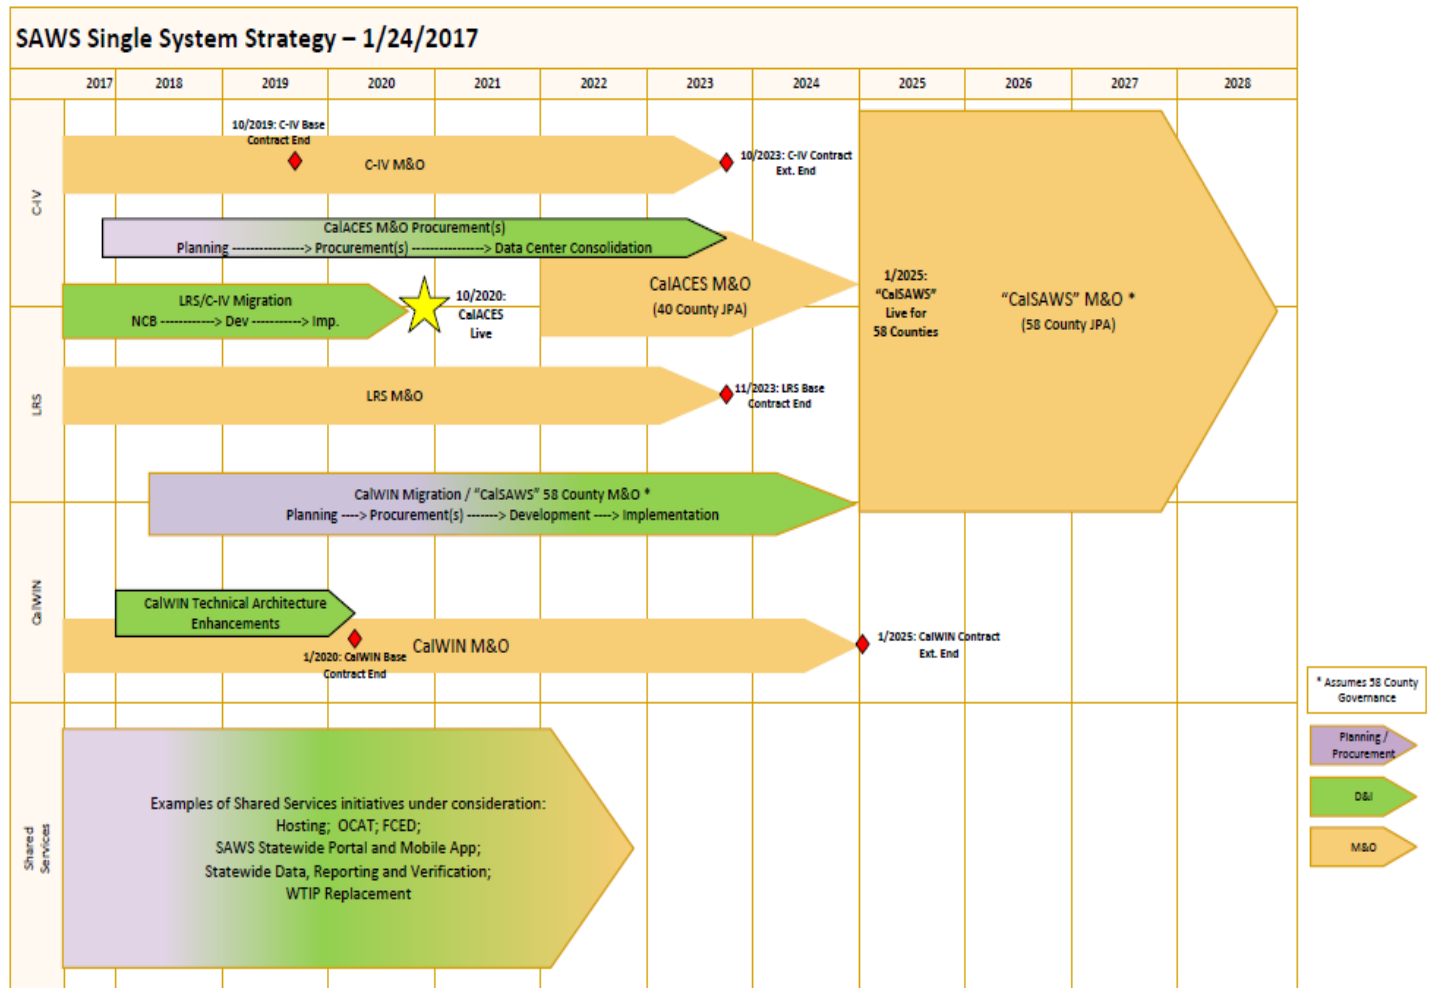 SAWS Single System Strategy – 1/24/2017
2017 2018 2019 2020 2021 2022 2023 2024 2025 2026 2027 2028
C-IV
10/2019: C-IV Base
Contract End
C-IV M&O
10/2023: C-IV Contract
Ext. End
CalACES M&O Procurement(s)
Planning ----------------> Procurement(s) ----------------> Data Center Consolidation
LRS/C-IV Migration
NCB -----------> Dev -----------> Imp.
10/2020:
CalACES
Live
CalACES M&O
(40 County JPA)
1/2025:
“CalSAWS”
Live for
58 Counties
“CalSAWS” M&O *
(58 County JPA)
LRS
LRS M&O
11/2023: LRS Base
Contract End
CalWIN Migration / “CalSAWS” 58 County M&O *
Planning ----> Procurement(s) -------> Development ----> Implementation
CalWIN
CalWIN Technical Architecture
Enhancements
CalWIN M&O
1/2020: CalWIN Base
Contract End
1/2025: CalWIN Contract
Ext. End
Shared
Services
Examples of Shared Services initiatives under consideration:
Hosting; OCAT; FCED;
SAWS Statewide Portal and Mobile App;
Statewide Data, Reporting and Verification;
WTIP Replacement
* Assumes 58 County
Governance
Planning /
Procurement
D&I
M&O